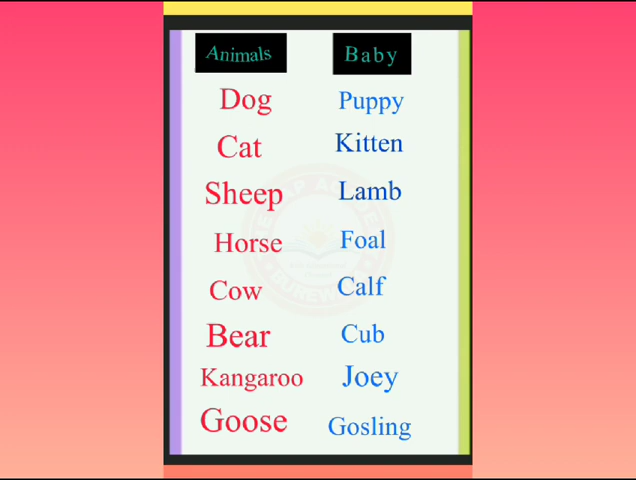 Animals Baby
Dog Puppy
Cat Kitten
Sheep Lamb
Horse Foal
Cow Calf
Bear Cub
Kangaroo Joey
Goose Gosling